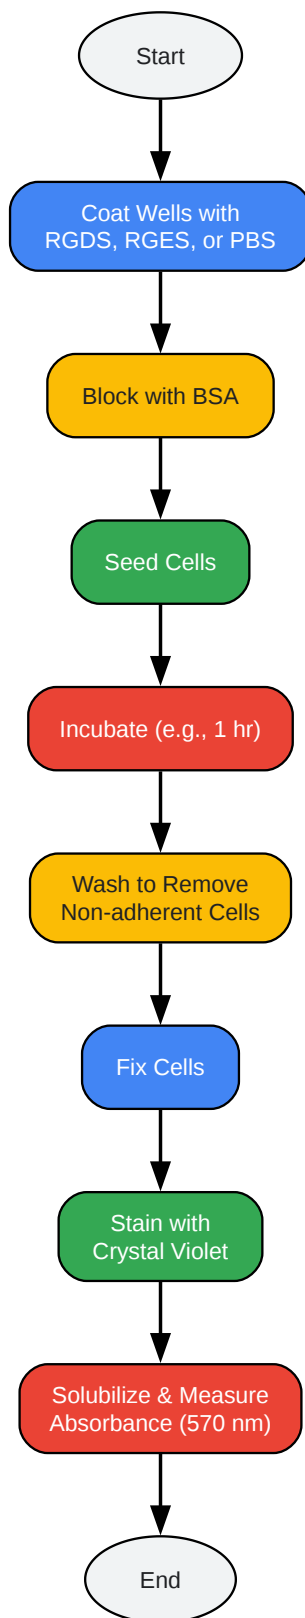 Start
Coat Wells with
RGDS, RGES, or PBS
Block with BSA
Seed Cells
Incubate (e.g., 1 hr)
Wash to Remove
Non-adherent Cells
Fix Cells
Stain with
Crystal Violet
Solubilize & Measure
Absorbance (570 nm)
End